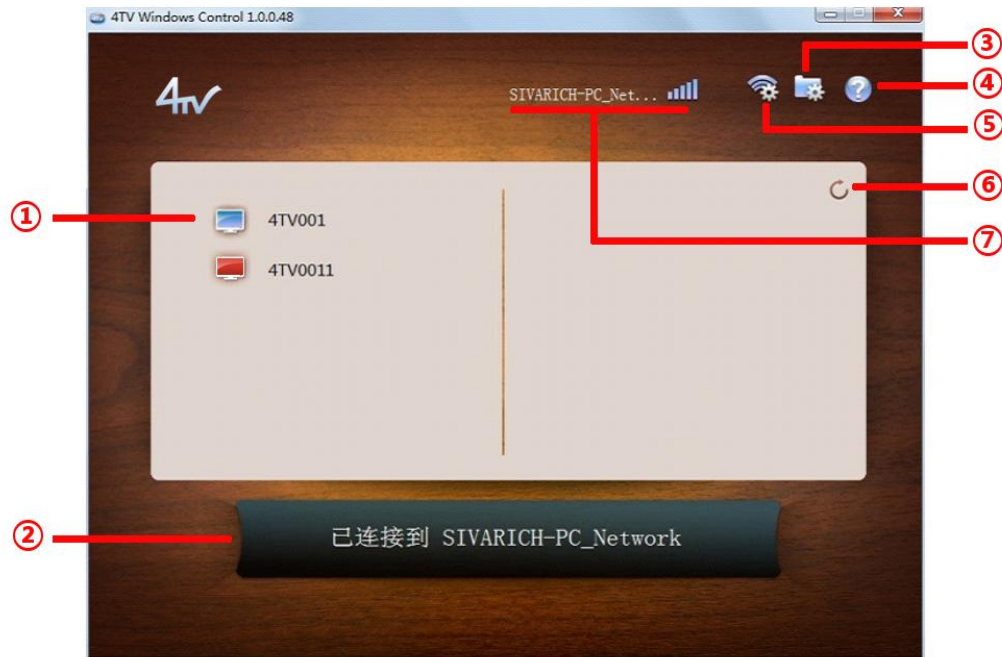 4TV Windows Control 1.0.0.48
③
4TV
SIVARICH-PC_Net...
④
⑤
①
4TV001
⑥
⑦
4TV0011
②
已连接到 SIVARICH-PC_Network